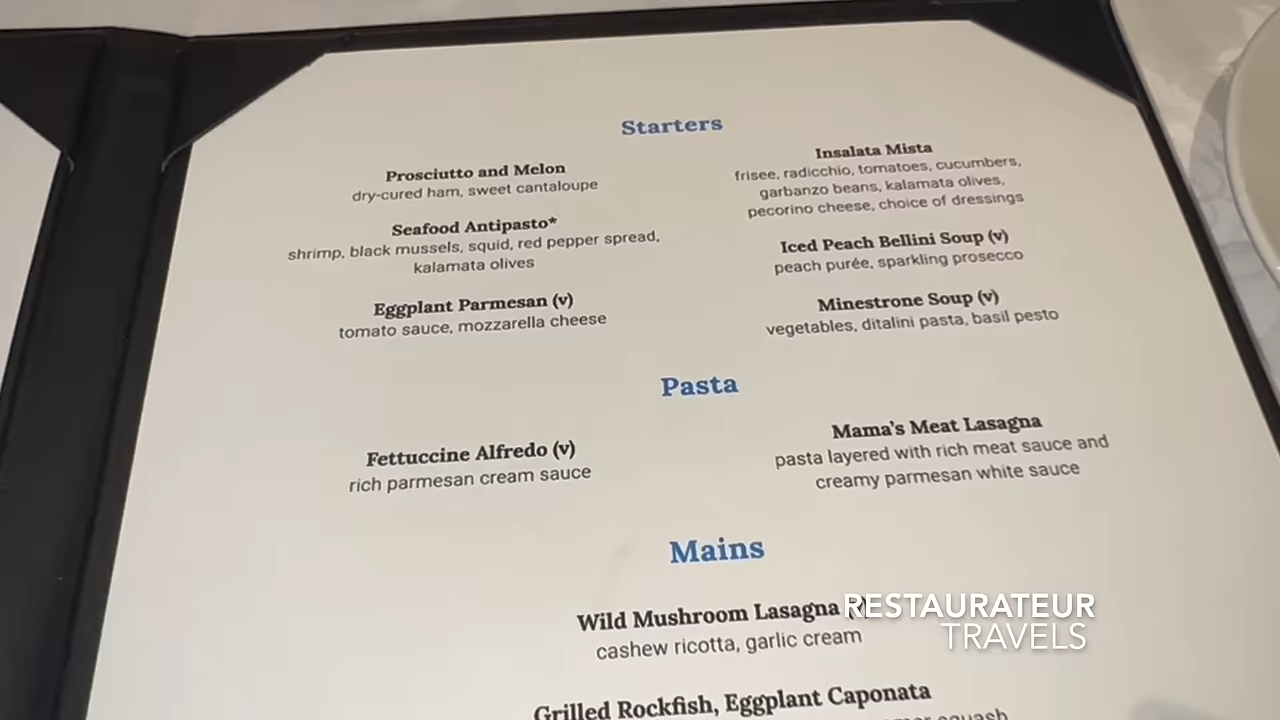 Starters
Prosciutto and Melon
dry-cured ham, sweet cantaloupe
Seafood Antipasto*
shrimp, black mussels, squid, red pepper spread,
kalamata olives
Eggplant Parmesan (v)
tomato sauce, mozzarella cheese
Insalata Mista
frisee, radicchio, tomatoes, cucumbers,
garbanzo beans, kalamata olives,
pecorino cheese, choice of dressings
Iced Peach Bellini Soup (v)
peach purée, sparkling prosecco
Minestrone Soup (v)
vegetables, ditalini pasta, basil pesto
Pasta
Fettuccine Alfredo (v)
rich parmesan cream sauce
Mama's Meat Lasagna
pasta layered with rich meat sauce and
creamy parmesan white sauce
Mains
Wild Mushroom Lasagna
cashew ricotta, garlic cream
Grilled Rockfish, Eggplant Caponata
squash
RESTAURATEUR
TRAVELS